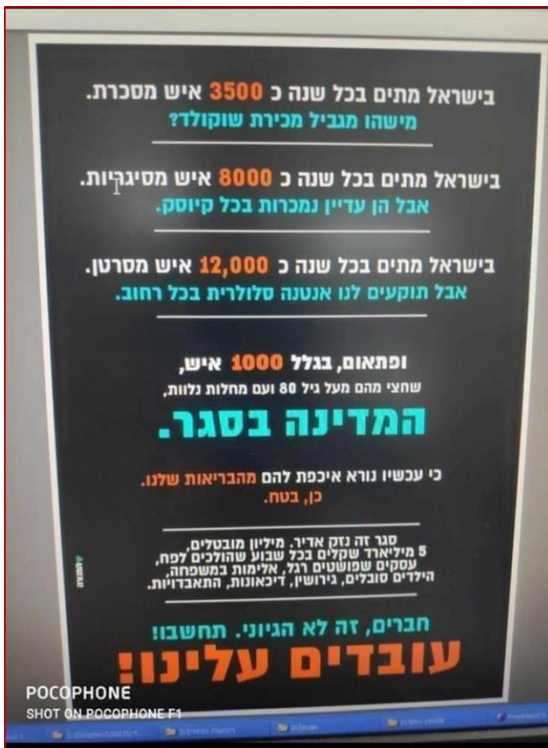 בישראל מתים בכל שנה כ 3500 איש מסכרת.
מישהו מגביל מכירת שוקולד?
בישראל מתים בכל שנה כ 8000 איש מסיגריות.
אבל הן עדיין נמכרות בכל קיוסק.
בישראל מתים בכל שנה כ 12,000 איש מסרטן.
אבל תוקעים לנו אנטנה סלולרית בכל רחוב.
ופתאום, בגלל 1000 איש,
שחצי מהם מעל גיל 80 ועם מחלות נלוות,
המדינה בסגר.
כי עכשיו נורא איכפת להם מהבריאות שלנו.
כן, בטח.
סגר זה נזק אדיר. מיליון מובטלים,
5 מיליארד שקלים בכל שבוע שהולכים לפח,
עסקים שפושטים רגל, אלימות במשפחה,
הילדים סובלים, גירושין, דיכאונות, התאבדויות.
חברים, זה לא הגיוני. תחשבו!
עובדים עלינו!
POCOPHONE
SHOT ON POCOPHONE F1